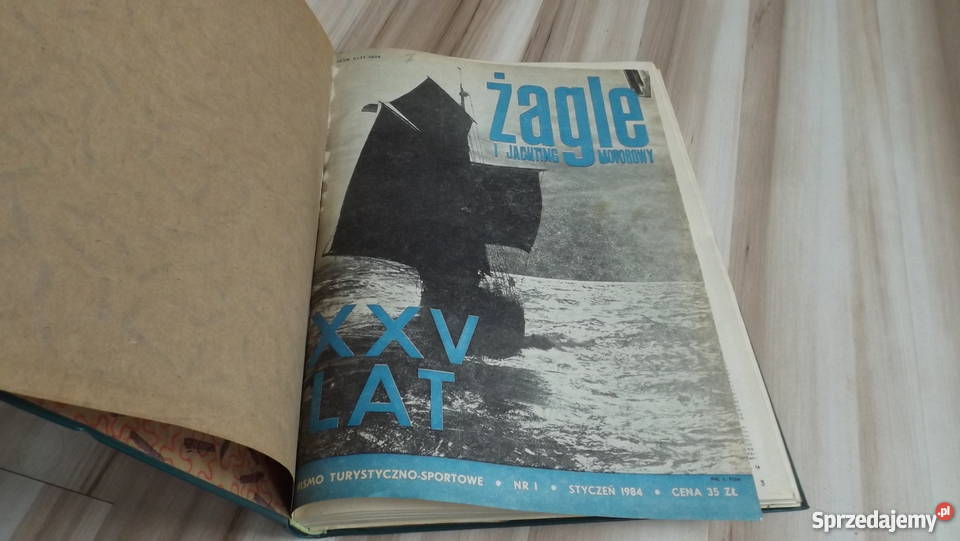 żagle
I JACHTING MOTOROWY
XXV
LAT
PISMO TURYSTYCZNO-SPORTOWE • NR 1 • STYCZEŃ 1984 • CENA 35 ZŁ
Sprzedajemy.pl